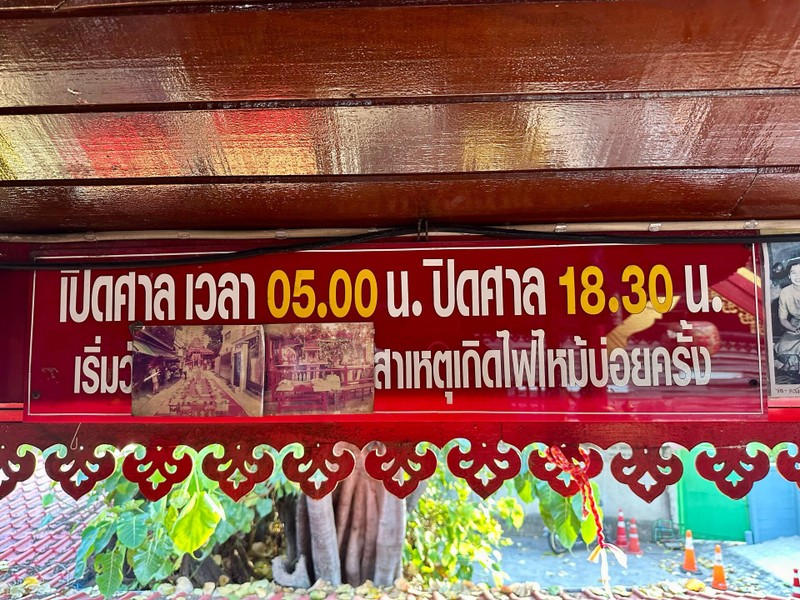 เปิดศาล เวลา 05.00 น. ปิดศาล 18.30 น.
สาเหตุเกิดไฟไหม้บ่อยครั้ง